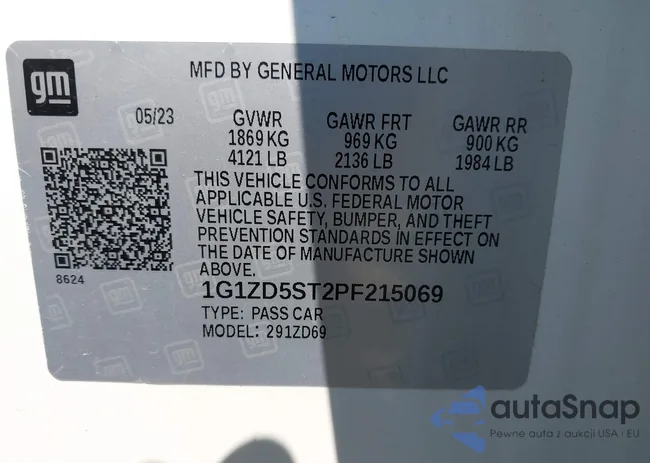 gm
MFD BY GENERAL MOTORS LLC
05/23 GVWR GAWR FRT GAWR RR
1869 KG 969 KG 900 KG
4121 LB 2136 LB 1984 LB
THIS VEHICLE CONFORMS TO ALL
APPLICABLE U.S. FEDERAL MOTOR
VEHICLE SAFETY, BUMPER, AND THEFT
PREVENTION STANDARDS IN EFFECT ON
THE DATE OF MANUFACTURE SHOWN
ABOVE.
8624
1G1ZD5ST2PF215069
TYPE: PASS CAR
MODEL: 291ZD69
autaSnap
Pewne auta z aukcji USA i EU